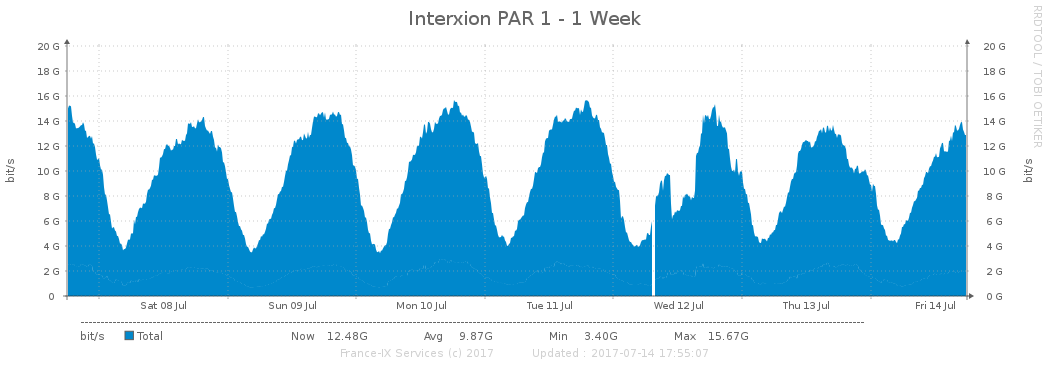 Interxion PAR 1 - 1 Week
RRDTOOL / TOBI OETIKER
20 G 20 G
18 G 18 G
16 G 16 G
14 G 14 G
12 G 12 G
10 G 10 G
8 G 8 G
6 G 6 G
4 G 4 G
2 G 2 G
0 0 G
bit/s
bit/s
Sat 08 Jul Sun 09 Jul Mon 10 Jul Tue 11 Jul Wed 12 Jul Thu 13 Jul Fri 14 Jul
bit/s Total Now 12.48G Avg 9.87G Min 3.40G Max 15.67G
France-IX Services (c) 2017 Updated : 2017-07-14 17:55:07